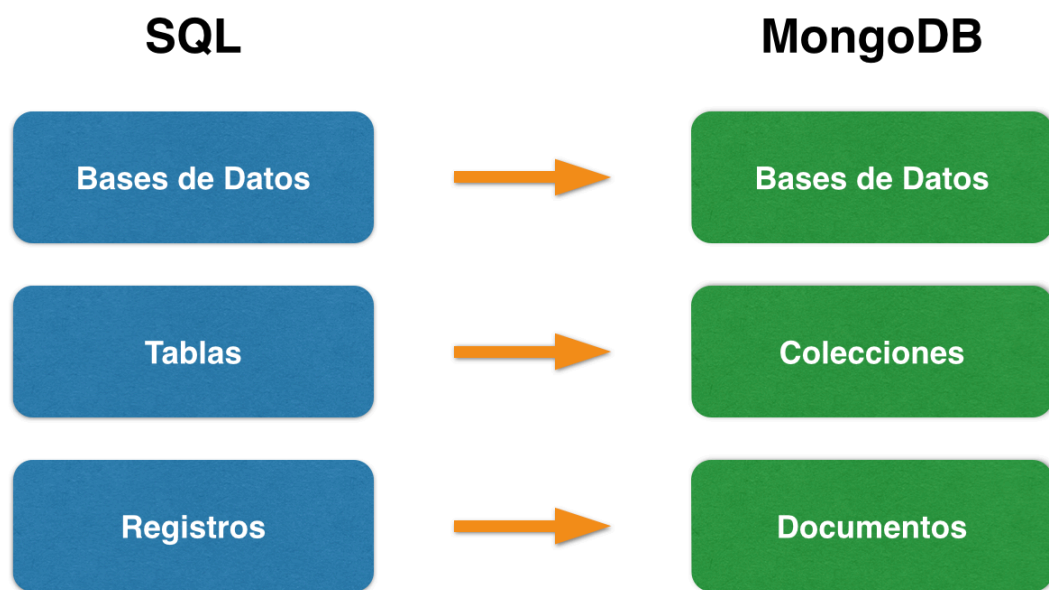 SQL
MongoDB
Bases de Datos
Bases de Datos
Tablas
Colecciones
Registros
Documentos